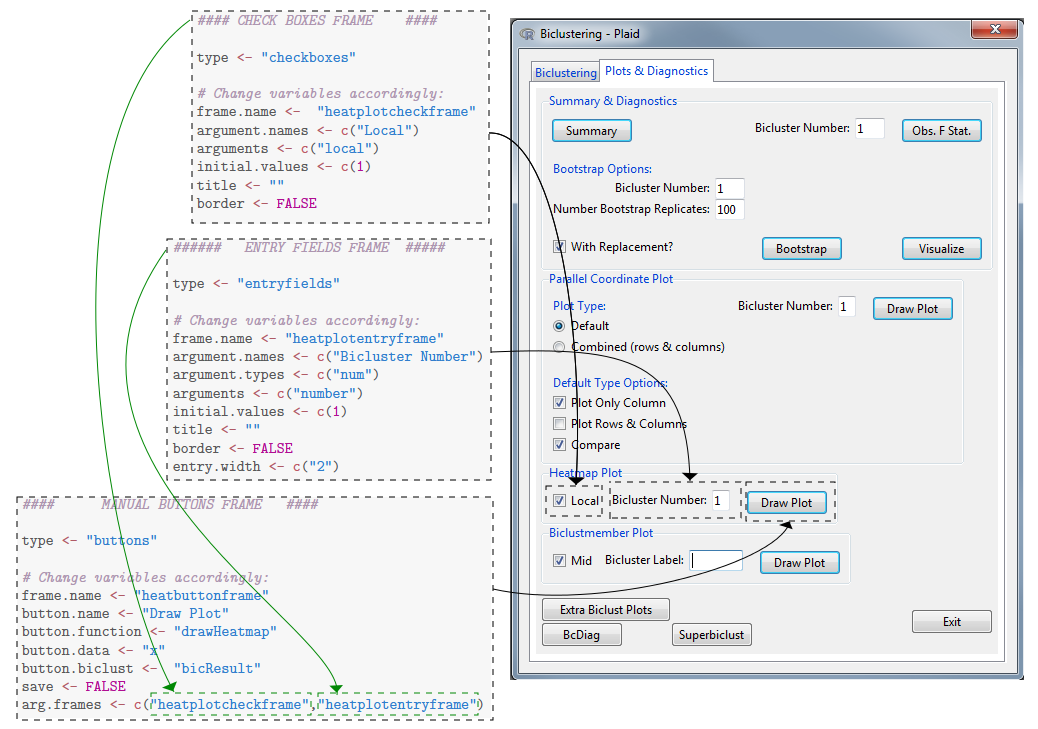 #### CHECK BOXES FRAME ####
type <- "checkboxes"
# Change variables accordingly:
frame.name <- "heatplotcheckframe"
argument.names <- c("Local")
arguments <- c("local")
initial.values <- c(1)
title <- ""
border <- FALSE
###### ENTRY FIELDS FRAME #####
type <- "entryfields"
# Change variables accordingly:
frame.name <- "heatplotentryframe"
argument.names <- c("Bicluster Number")
argument.types <- c("num")
arguments <- c("number")
initial.values <- c(1)
title <- ""
border <- FALSE
entry.width <- c("2")
#### MANUAL BUTTONS FRAME ####
type <- "buttons"
# Change variables accordingly:
frame.name <- "heatbuttonframe"
button.name <- "Draw Plot"
button.function <- "drawHeatmap"
button.data <- "x"
button.biclust <- "bicResult"
save <- FALSE
arg.frames <- c("heatplotcheckframe","heatplotentryframe")
Biclustering - Plaid
Biclustering Plots & Diagnostics
Summary & Diagnostics
Summary Bicluster Number: 1 Obs. F Stat.
Bootstrap Options:
Bicluster Number: 1
Number Bootstrap Replicates: 100
With Replacement? Bootstrap Visualize
Parallel Coordinate Plot
Plot Type: Bicluster Number: 1 Draw Plot
Default
Combined (rows & columns)
Default Type Options:
Plot Only Column
Plot Rows & Columns
Compare
Heatmap Plot
Local Bicluster Number: 1 Draw Plot
Biclustmember Plot
Mid Bicluster Label: Draw Plot
Extra Biclust Plots
BcDiag Superbiclust Exit